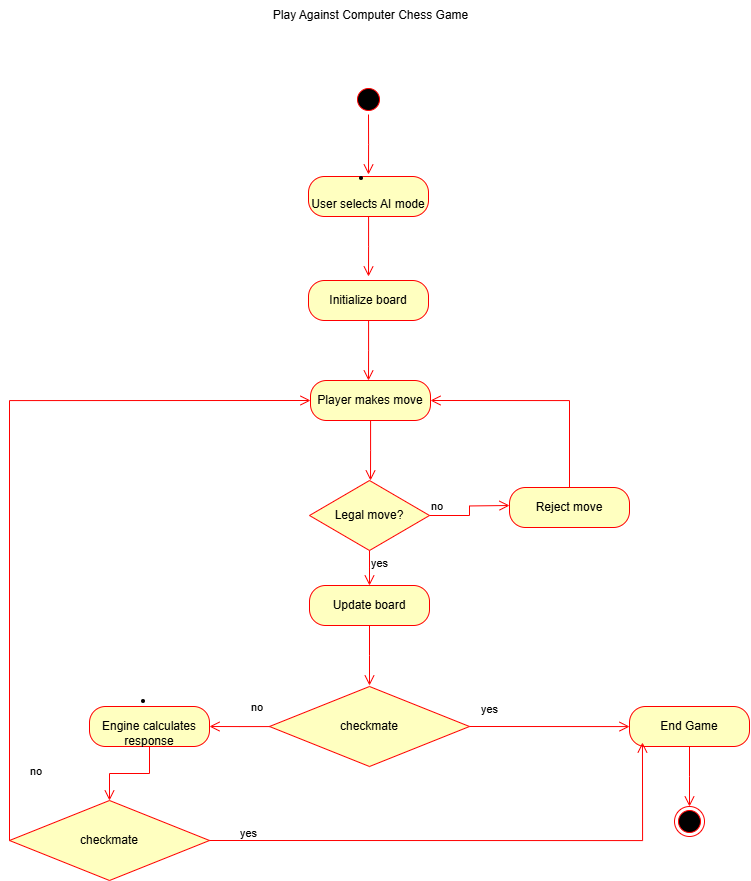 Play Against Computer Chess Game
User selects AI mode
Initialize board
Player makes move
Legal move?
no
Reject move
yes
Update board
no
yes
Engine calculates
response
checkmate
End Game
no
checkmate
yes